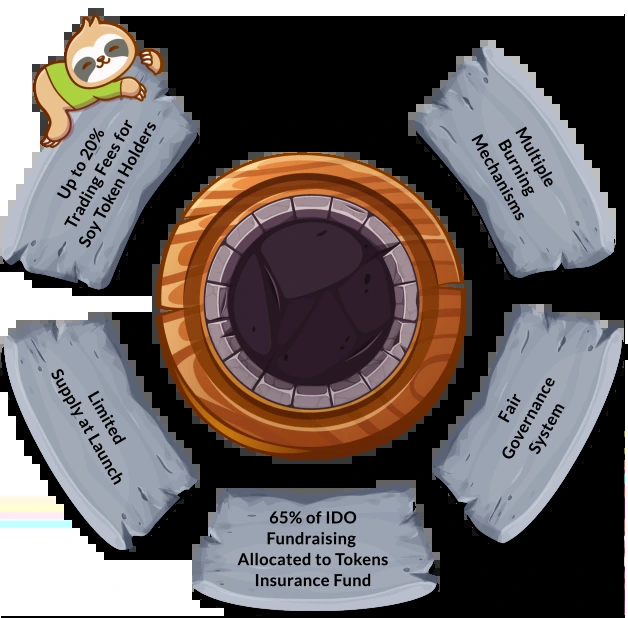 Up to 20%
Trading Fees for
Soy Token Holders
Multiple
Burning
Mechanisms
Limited
Supply at Launch
Fair
Governance
System
65% of IDO
Fundraising
Allocated to Tokens
Insurance Fund